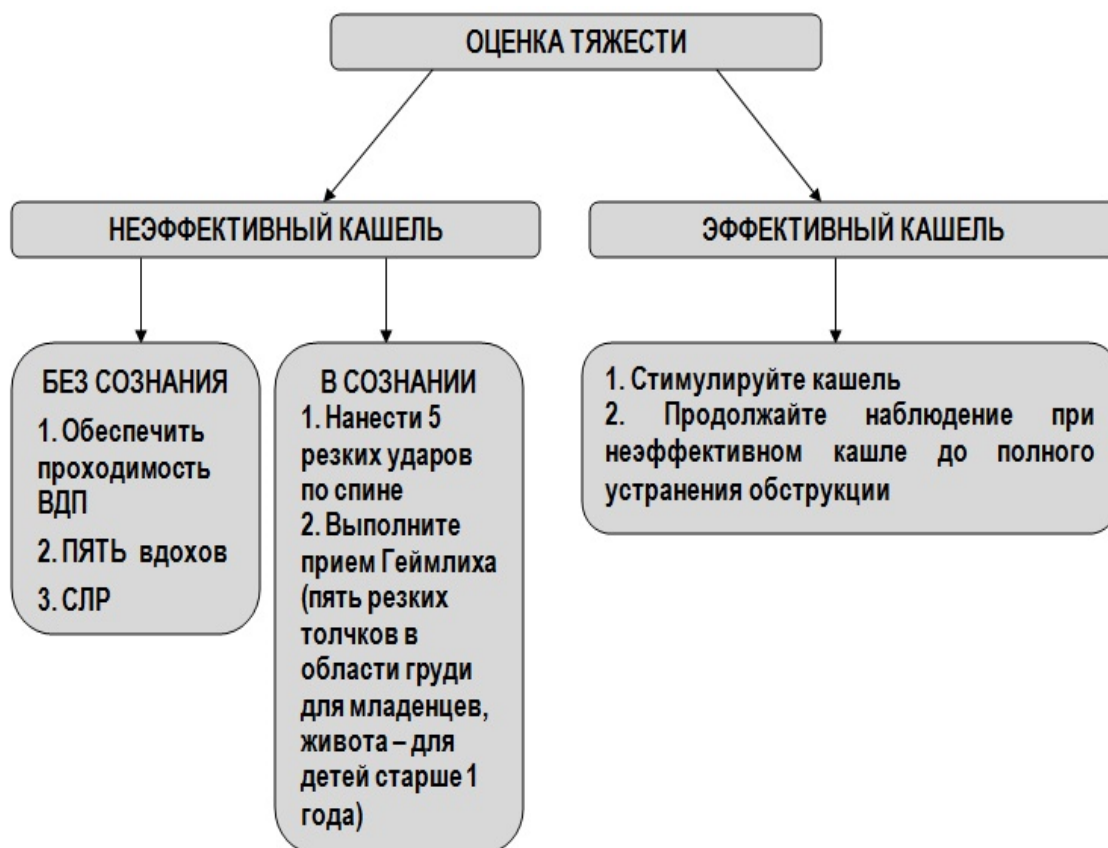 ОЦЕНКА ТЯЖЕСТИ
НЕЭФФЕКТИВНЫЙ КАШЕЛЬ
ЭФФЕКТИВНЫЙ КАШЕЛЬ
БЕЗ СОЗНАНИЯ
1. Обеспечить
проходимость
ВДП
2. ПЯТЬ вдохов
3. СЛР
В СОЗНАНИИ
1. Нанести 5
резких ударов
по спине
2. Выполните
прием Геймлиха
(пять резких
толчков в
области груди
для младенцев,
живота – для
детей старше 1
года)
1. Стимулируйте кашель
2. Продолжайте наблюдение при
неэффективном кашле до полного
устранения обструкции